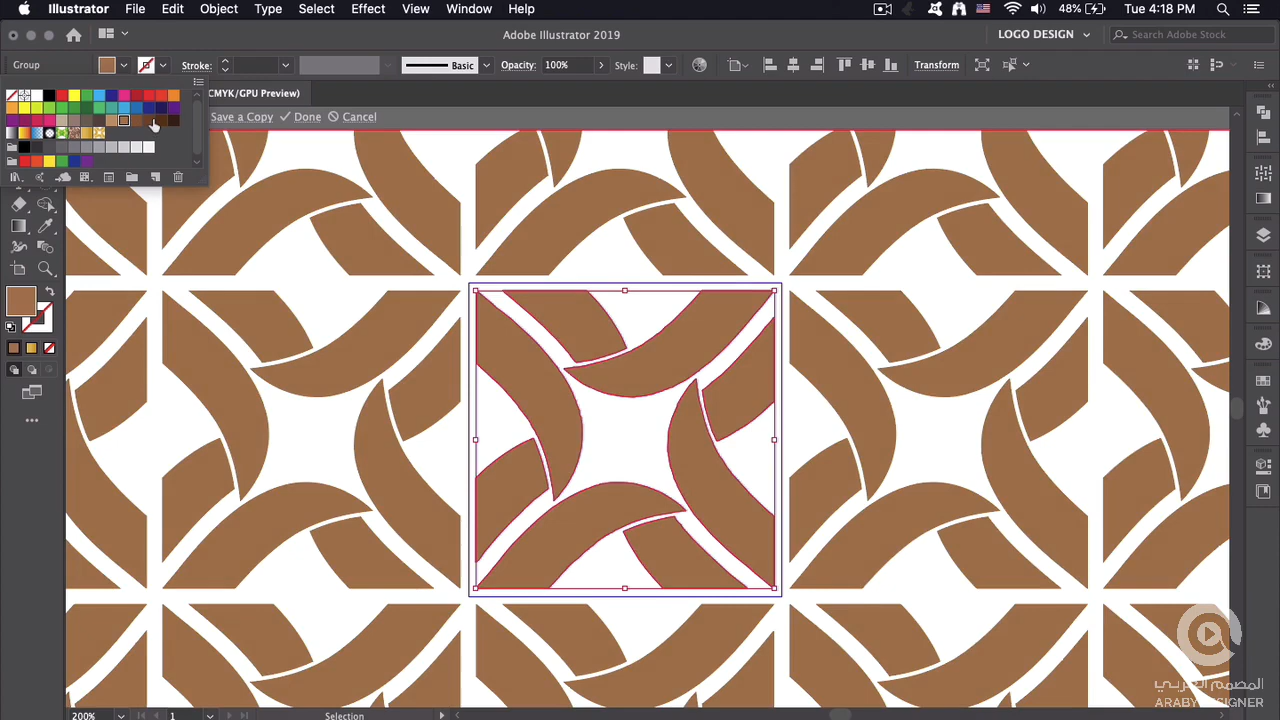 Illustrator File Edit Object Type Select Effect View Window Help 48% Tue 4:18 PM
Adobe Illustrator 2019 LOGO DESIGN Search Adobe Stock
Group Stroke: Basic Opacity: 100% Style: Transform
(CMYK/GPU Preview)
Save a Copy Done Cancel
200% 1 Selection
المصمم العربي
ARABY DESIGNER